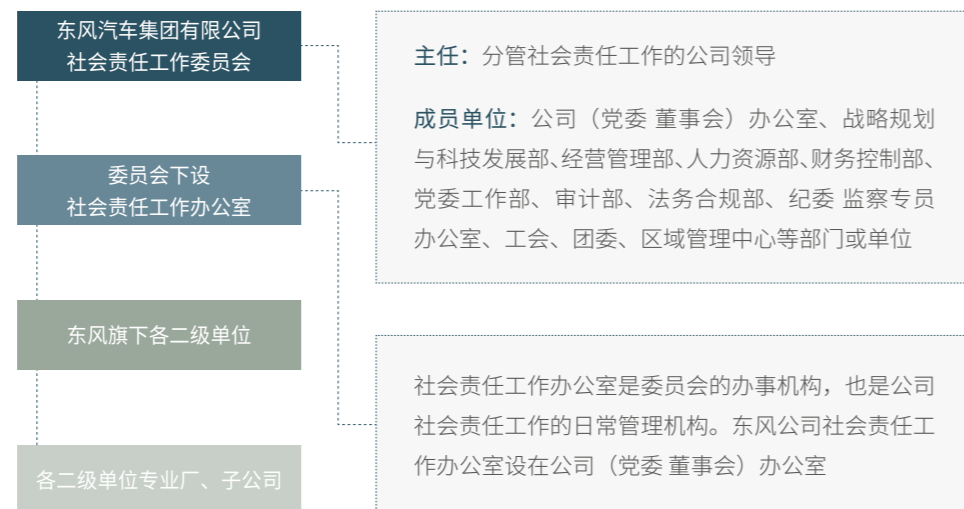 东风汽车集团有限公司
社会责任工作委员会
主任：分管社会责任工作的公司领导
成员单位：公司（党委 董事会）办公室、战略规划
与科技发展部、经营管理部、人力资源部、财务控制部、
党委工作部、审计部、法务合规部、纪委 监察专员
办公室、工会、团委、区域管理中心等部门或单位
委员会下设
社会责任工作办公室
社会责任工作办公室是委员会的办事机构，也是公司
社会责任工作的日常管理机构。东风公司社会责任工
作办公室设在公司（党委 董事会）办公室
东风旗下各二级单位
各二级单位专业厂、子公司